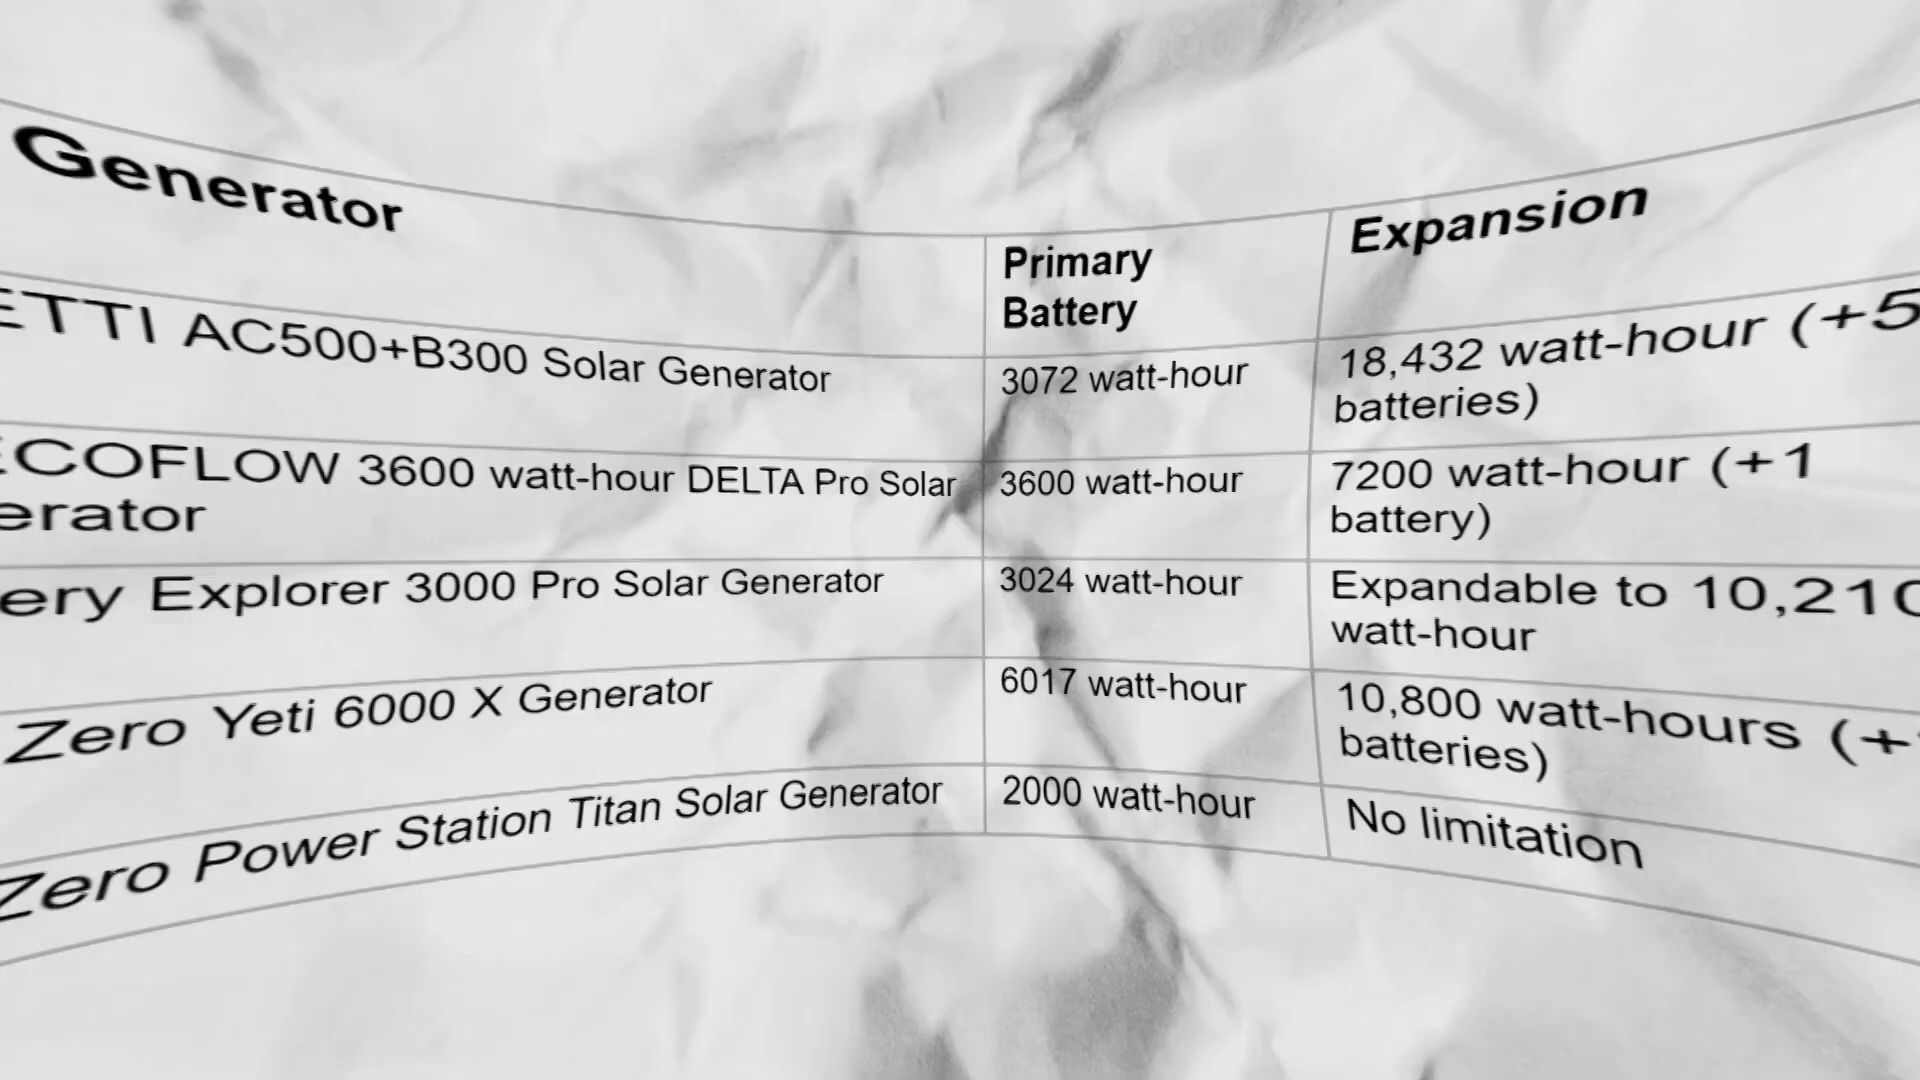 Generator
Primary
Battery
Expansion
ETTI AC500+B300 Solar Generator
3072 watt-hour
18,432 watt-hour (+5
batteries)
ECOFLOW 3600 watt-hour DELTA Pro Solar
erator
3600 watt-hour
7200 watt-hour (+1
battery)
ery Explorer 3000 Pro Solar Generator
3024 watt-hour
Expandable to 10,210
watt-hour
Zero Yeti 6000 X Generator
6017 watt-hour
10,800 watt-hours (+
batteries)
Zero Power Station Titan Solar Generator
2000 watt-hour
No limitation